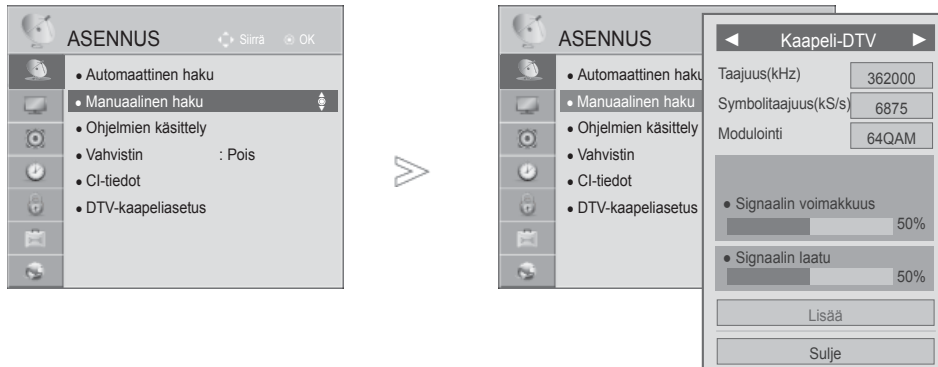 ASENNUS
Siirrä
OK
• Automaattinen haku
• Manuaalinen haku
• Ohjelmien käsittely
• Vahvistin : Pois
• CI-tiedot
• DTV-kaapeliasetus
ASENNUS
• Automaattinen haku
• Manuaalinen haku
• Ohjelmien käsittely
• Vahvistin
• CI-tiedot
• DTV-kaapeliasetus
◄ Kaapeli-DTV ►
Taajuus(kHz) 362000
Symbolitaajuus(kS/s) 6875
Modulointi 64QAM
• Signaalin voimakkuus
50%
• Signaalin laatu
50%
Lisää
Sulje